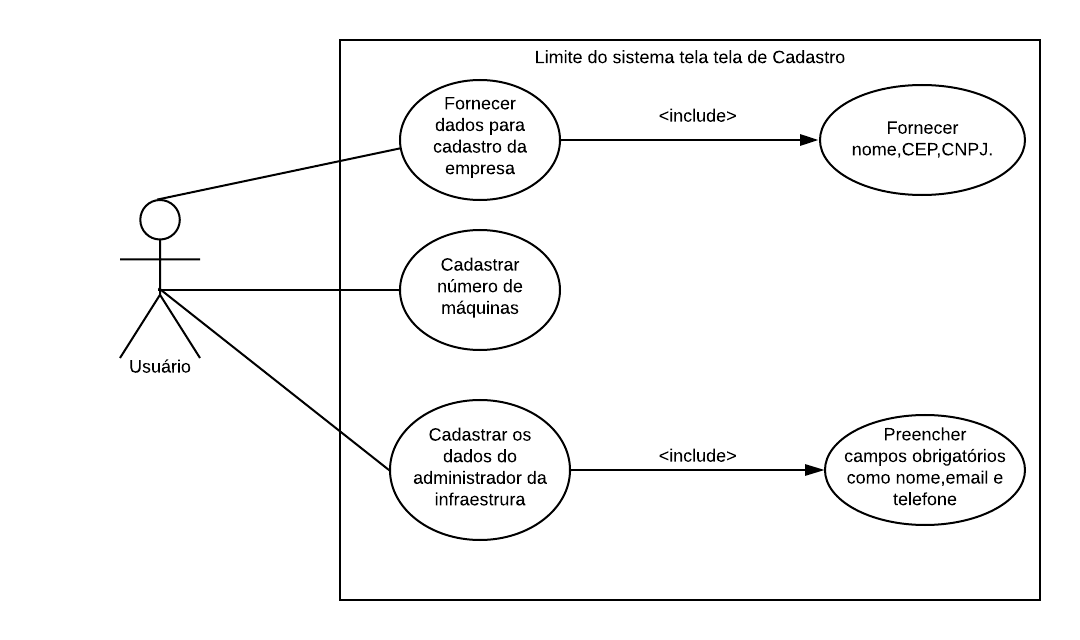 Limite do sistema tela tela de Cadastro
Fornecer
dados para
cadastro da
empresa
<include>
Fornecer
nome,CEP,CNPJ.
Cadastrar
número de
máquinas
Usuário
Cadastrar os
dados do
administrador da
infraestrura
<include>
Preencher
campos obrigatórios
como nome,email e
telefone